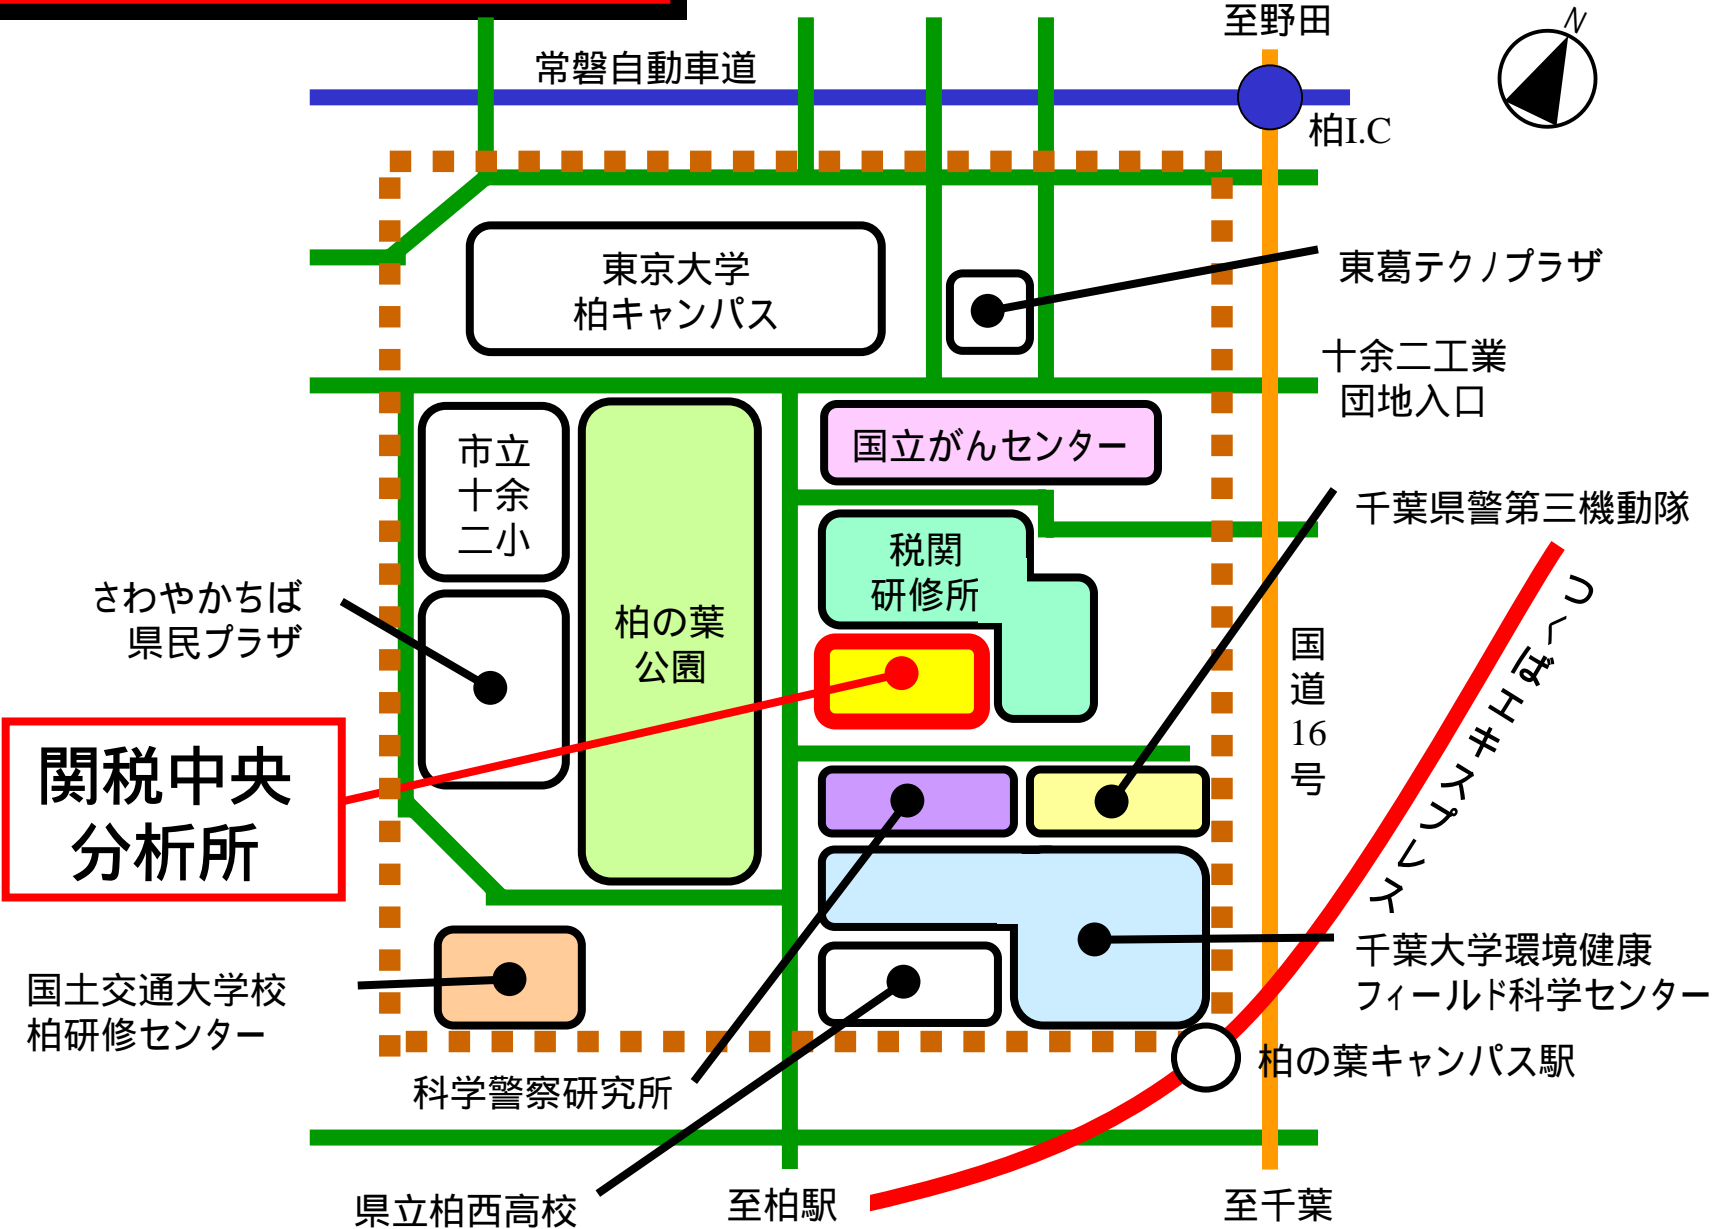 至野田
N
常磐自動車道
柏I.C
東京大学
柏キャンパス
東葛テクノプラザ
十余二工業
団地入口
市立
十余
二小
国立がんセンター
千葉県警第三機動隊
税関
研修所
さわやかちば
県民プラザ
柏の葉
公園
国道16号
つくばエキスプレス
関税中央
分析所
国土交通大学校
柏研修センター
千葉大学環境健康
フィールド科学センター
柏の葉キャンパス駅
科学警察研究所
県立柏西高校
至柏駅
至千葉